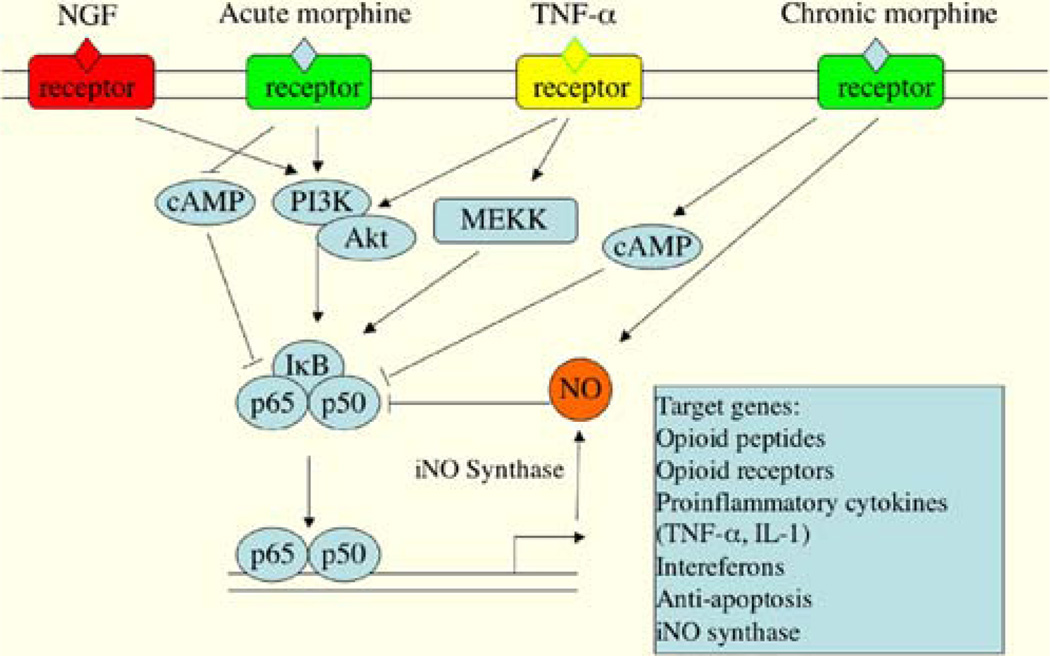 NGF
Acute morphine
TNF-α
Chronic morphine
receptor
receptor
receptor
receptor
cAMP
PI3K
Akt
MEKK
cAMP
IκB
p65
p50
NO
iNO Synthase
p65
p50
Target genes:
Opioid peptides
Opioid receptors
Proinflammatory cytokines
(TNF-α, IL-1)
Intereferons
Anti-apoptosis
iNO synthase